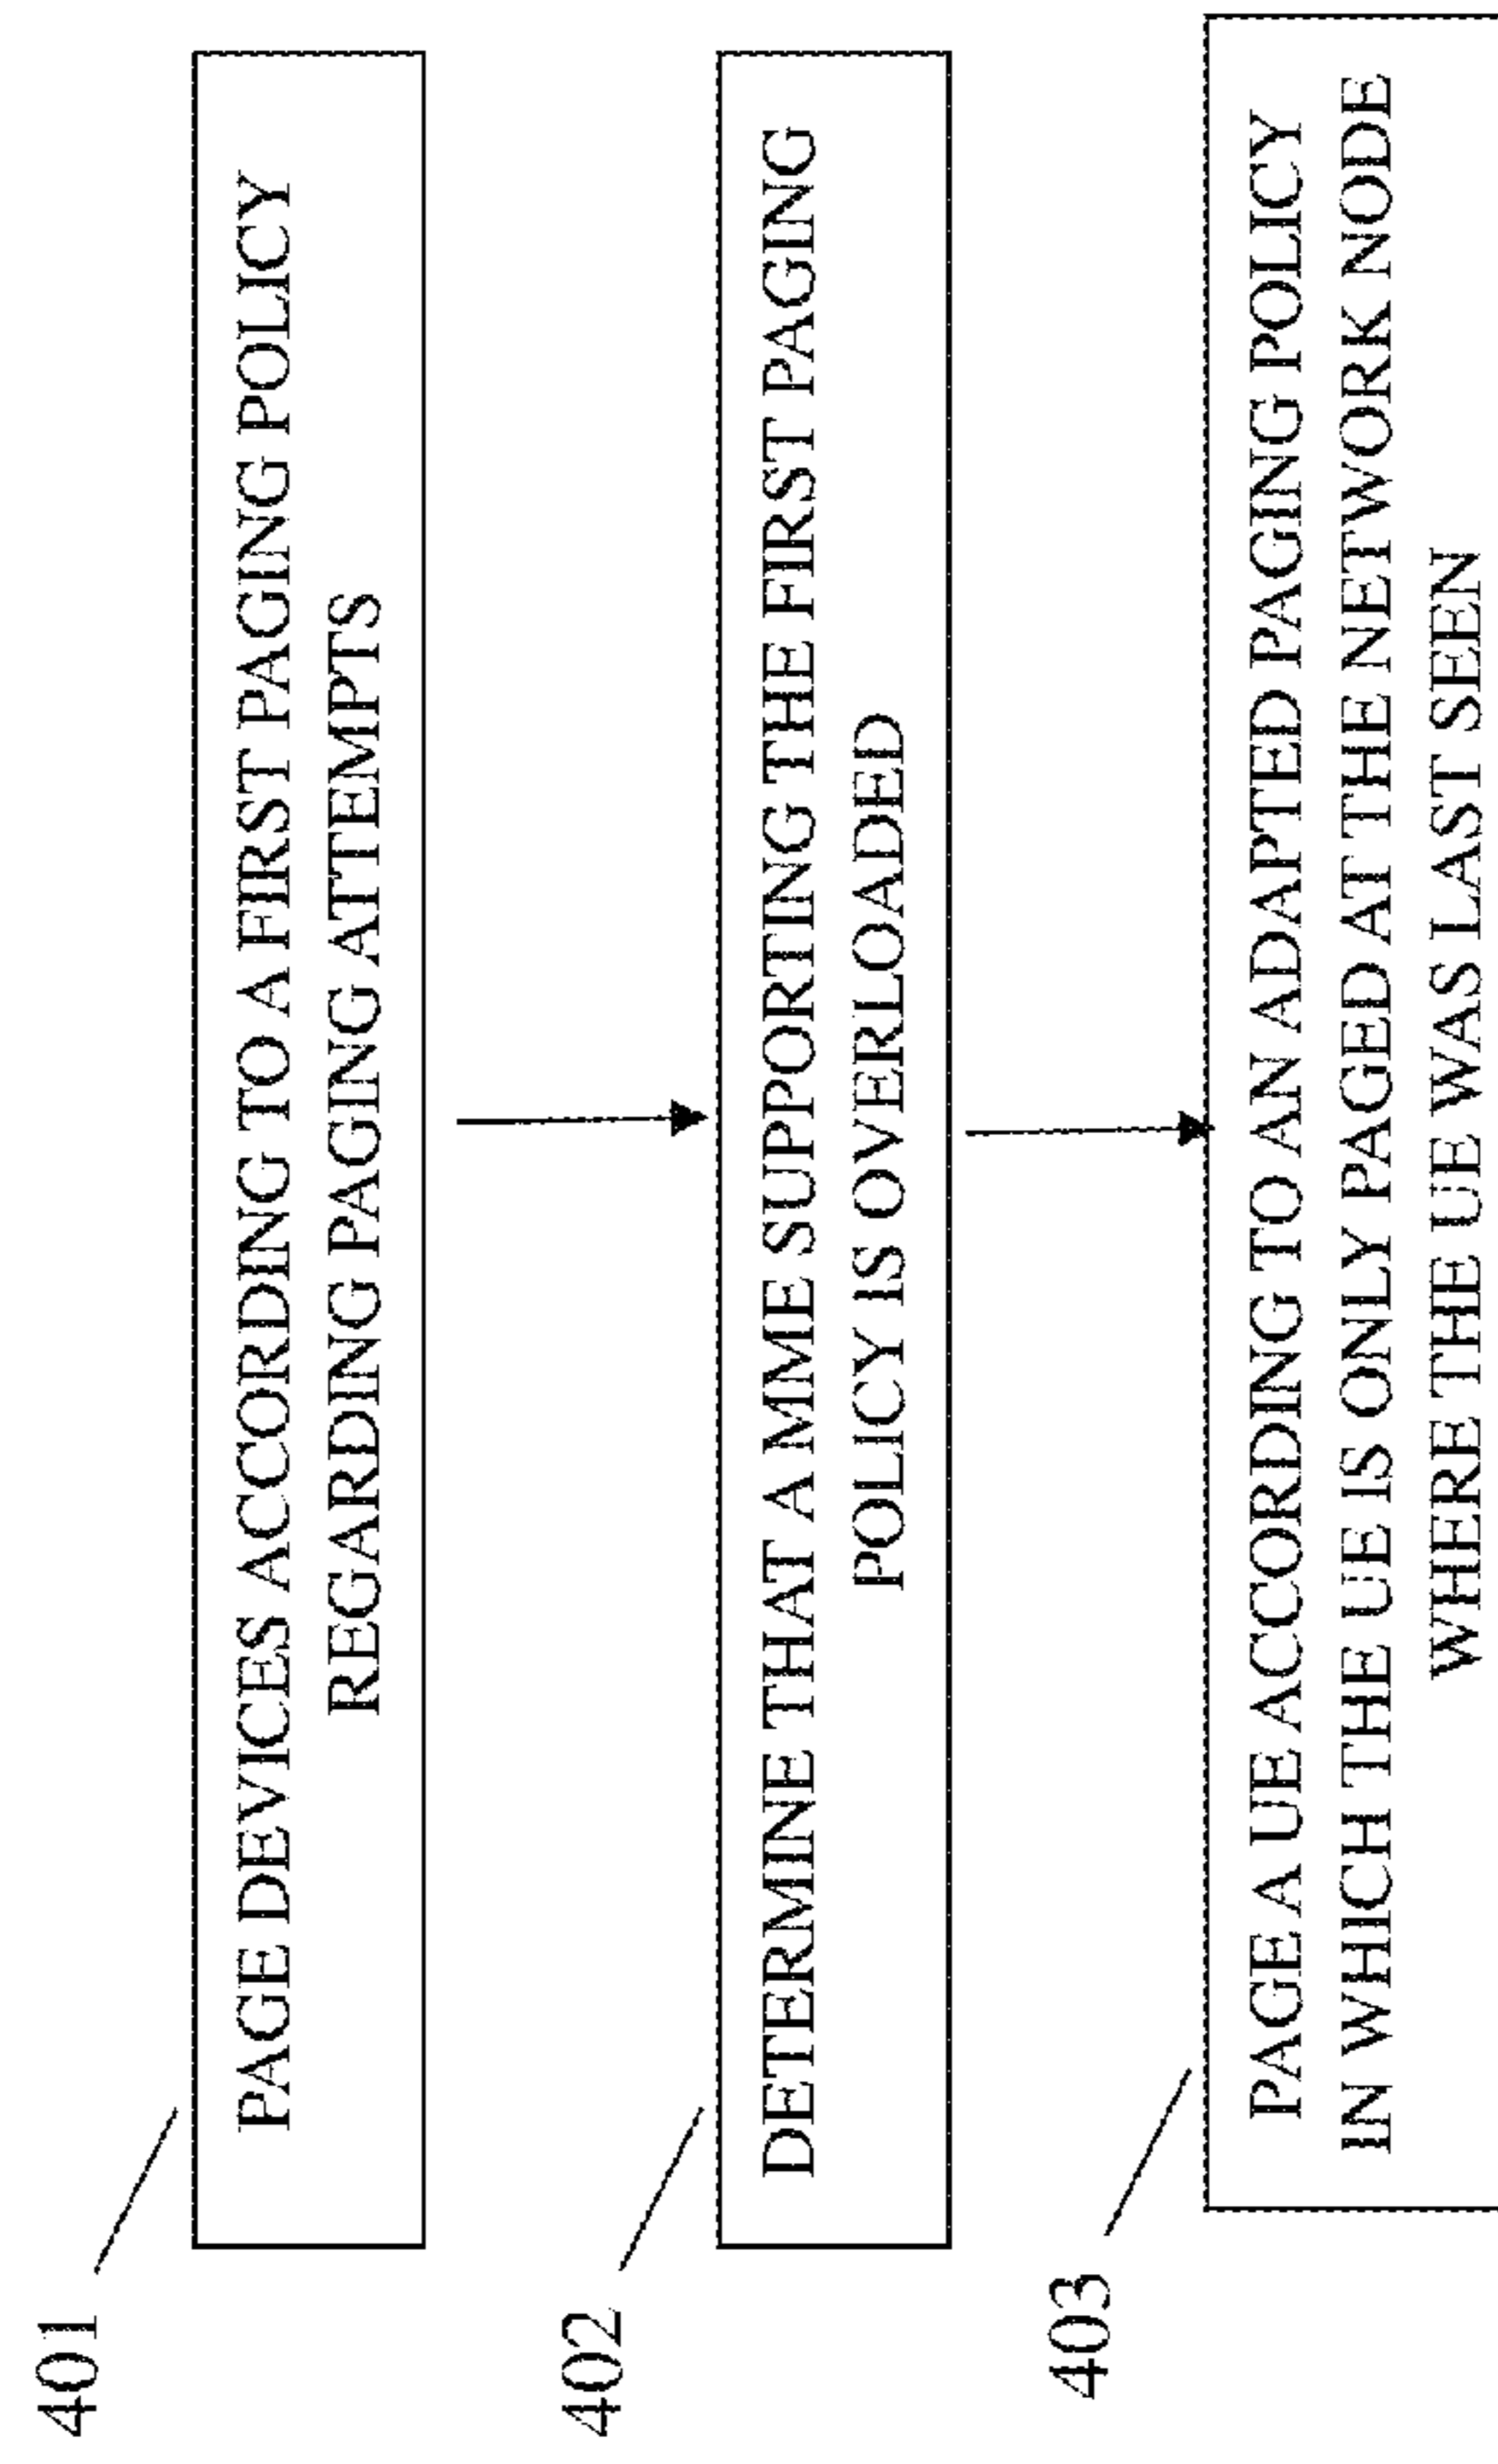 401
PAGE DEVICES ACCORDING TO A FIRST PAGING POLICY
REGARDING PAGING ATTEMPTS
402
DETERMINE THAT A MME SUPPORTING THE FIRST PAGING
POLICY IS OVERLOADED
403
PAGE A UE ACCORDING TO AN ADAPTED PAGING POLICY
IN WHICH THE UE IS ONLY PAGED AT THE NETWORK NODE
WHERE THE UE WAS LAST SEEN